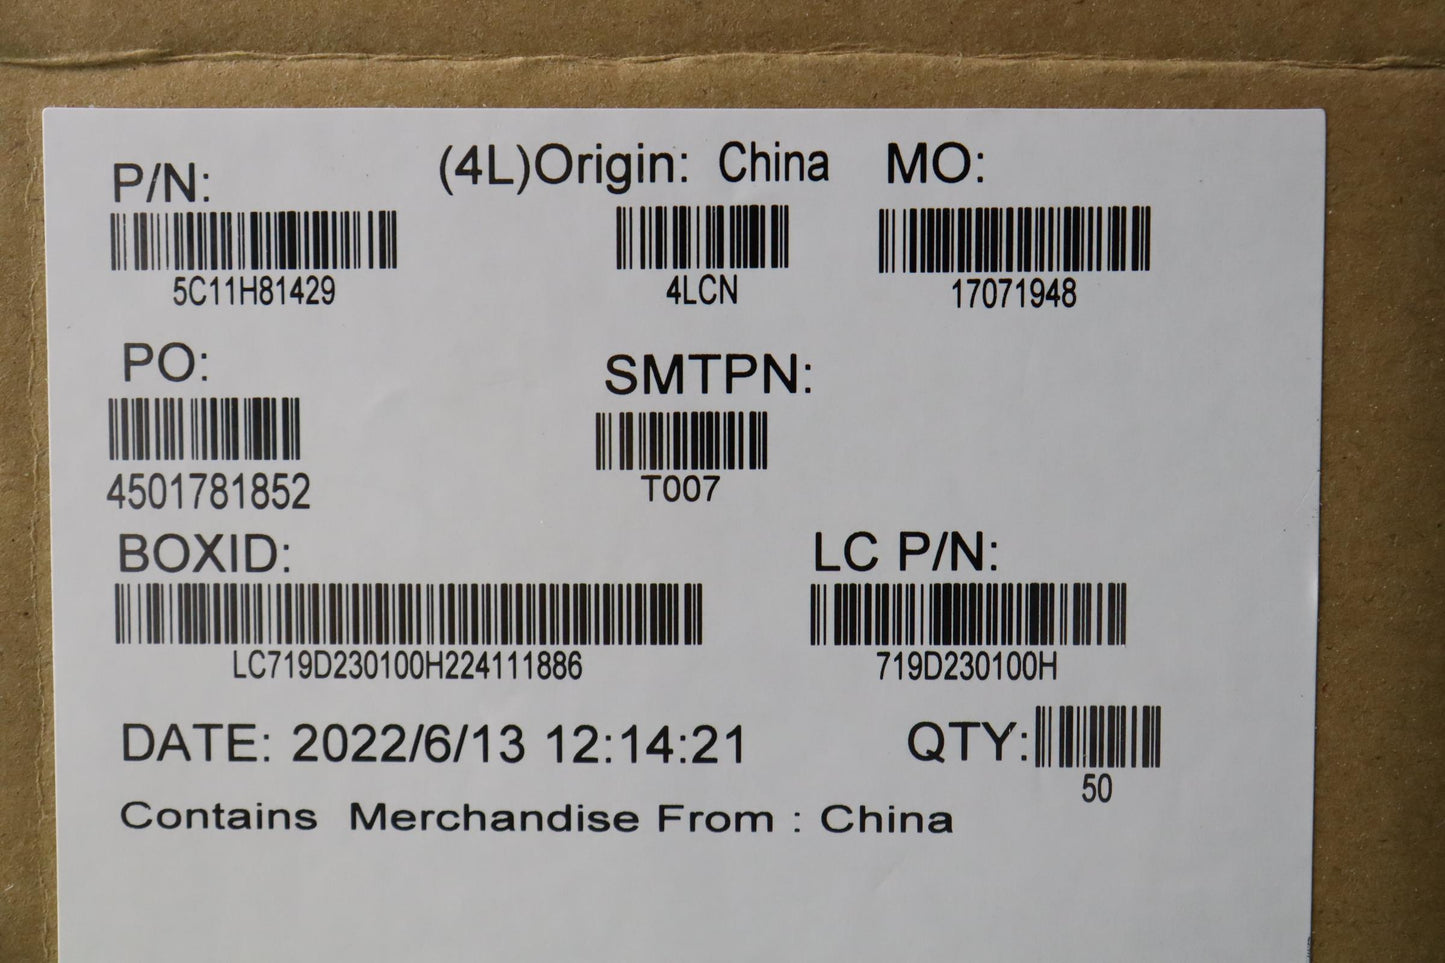 P/N: (4L)Origin: China MO:
5C11H81429 4LCN 17071948
PO: SMTPN:
4501781852 T007
BOXID: LC P/N:
LC719D230100H224111886 719D230100H
DATE: 2022/6/13 12:14:21 QTY:
50
Contains Merchandise From : China